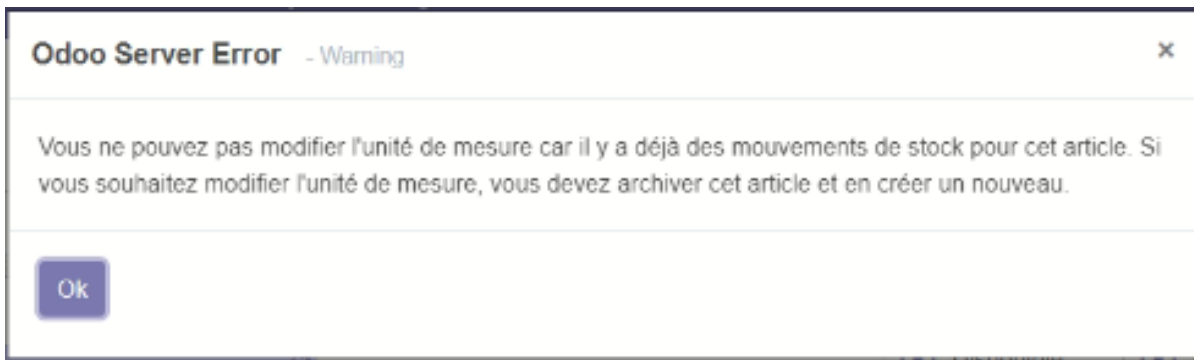 Odoo Server Error - Warning ×
Vous ne pouvez pas modifier l'unité de mesure car il y a déjà des mouvements de stock pour cet article. Si
vous souhaitez modifier l'unité de mesure, vous devez archiver cet article et en créer un nouveau.
Ok